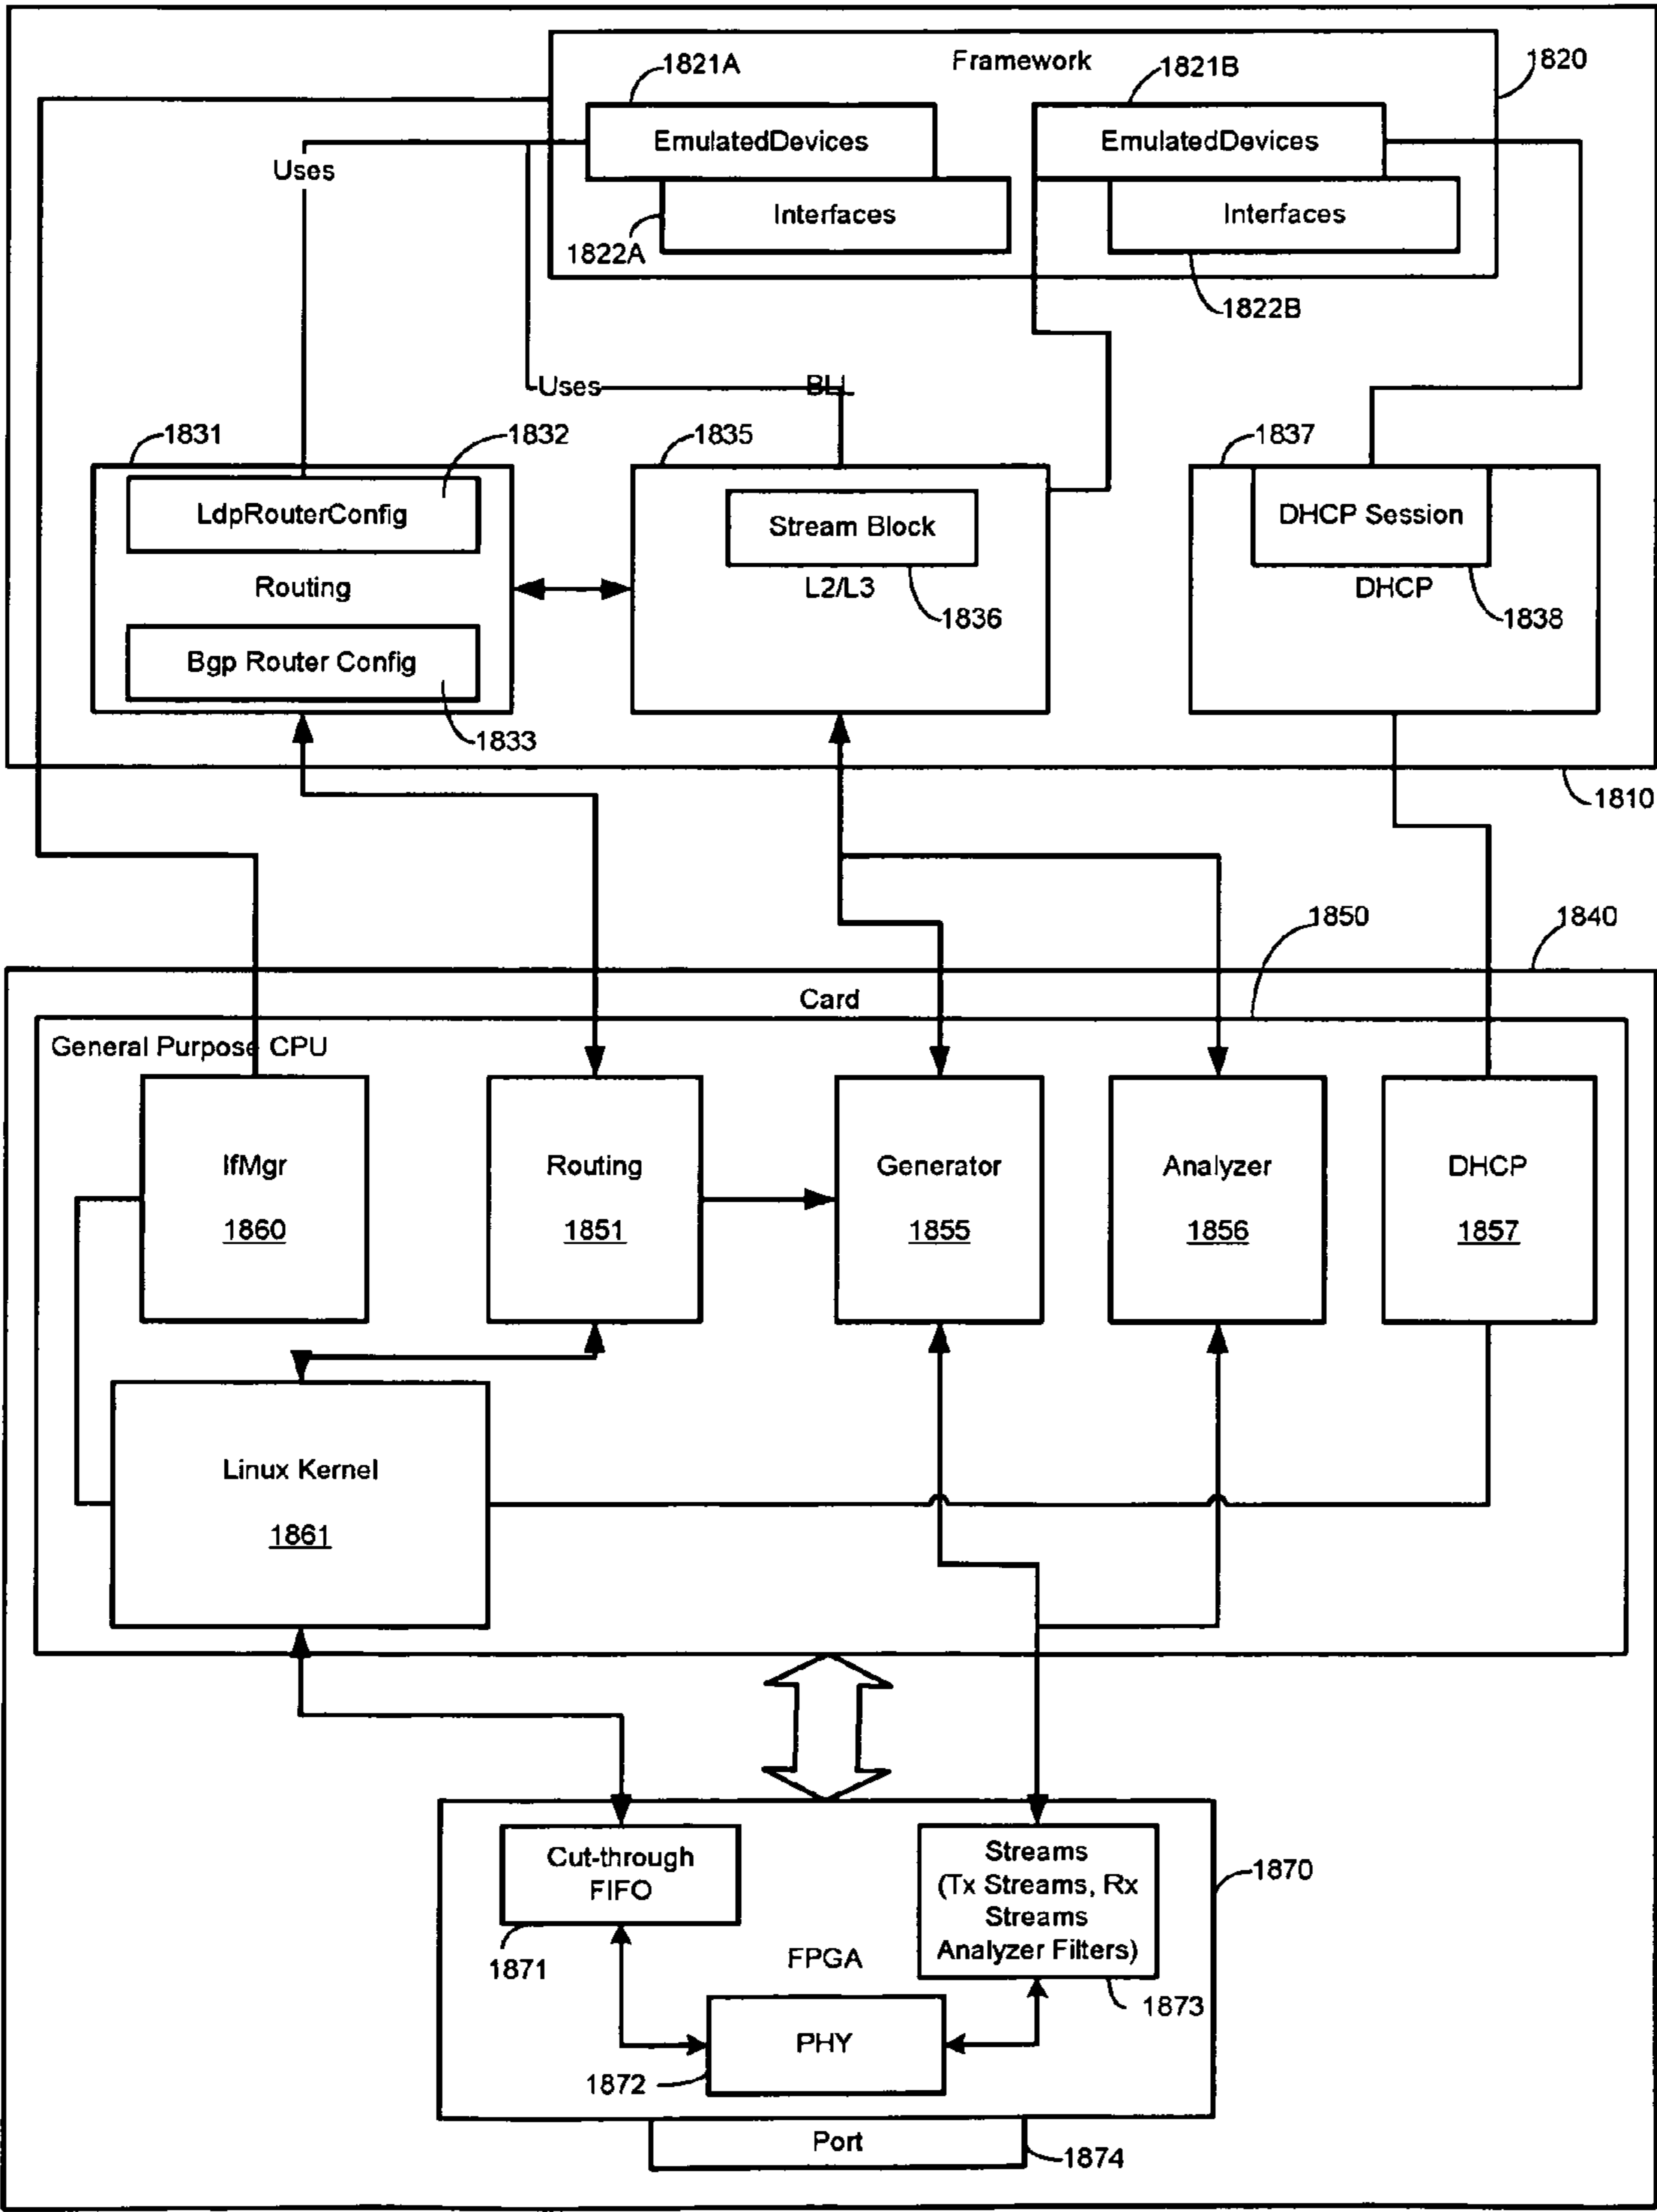 Framework
1820
1821A
1821B
EmulatedDevices
EmulatedDevices
Uses
Interfaces
Interfaces
1822A
1822B
Uses
BLL
1831
1832
1835
1837
LdpRouterConfig
Stream Block
DHCP Session
Routing
L2/L3
DHCP
1836
1838
Bgp Router Config
1833
1810
1850
1840
Card
General Purpose CPU
IfMgr
1860
Routing
1851
Generator
1855
Analyzer
1856
DHCP
1857
Linux Kernel
1861
Cut-through
FIFO
1871
Streams
(Tx Streams, Rx
Streams
Analyzer Filters)
1870
FPGA
1873
PHY
1872
Port
1874